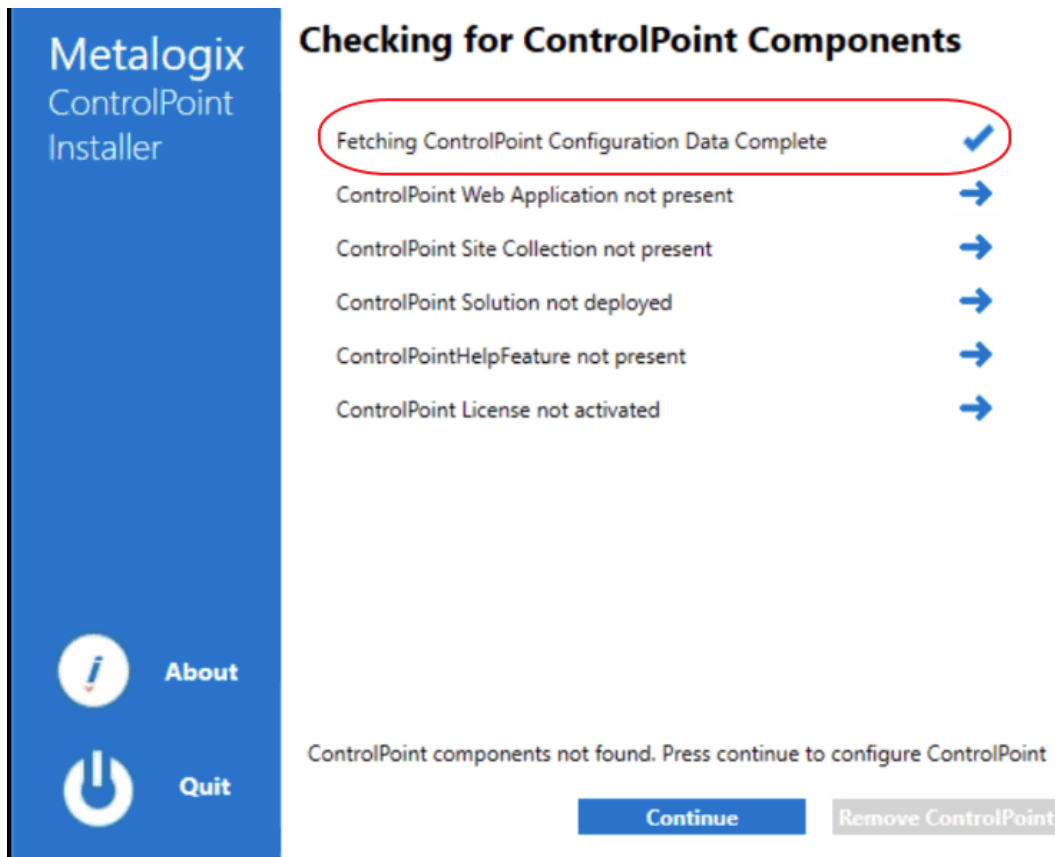 Metalogix
ControlPoint
Installer
Checking for ControlPoint Components
Fetching ControlPoint Configuration Data Complete
ControlPoint Web Application not present
ControlPoint Site Collection not present
ControlPoint Solution not deployed
ControlPointHelpFeature not present
ControlPoint License not activated
About
Quit
ControlPoint components not found. Press continue to configure ControlPoint
Continue
Remove ControlPoint